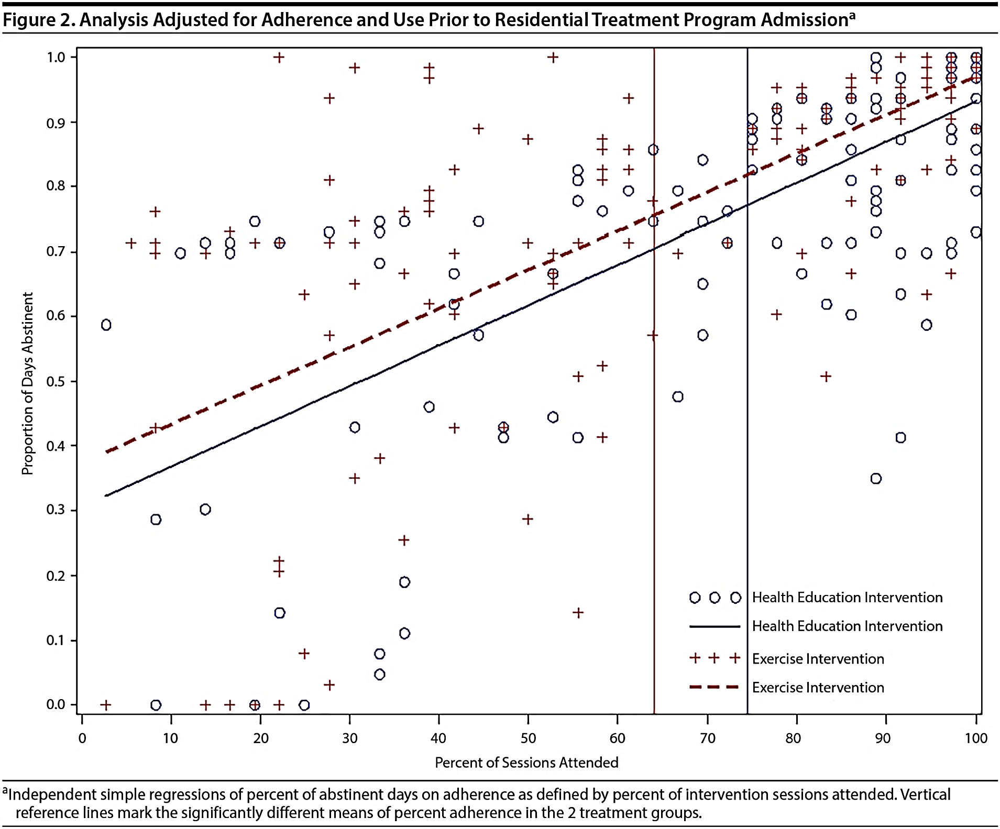 Figure 2. Analysis Adjusted for Adherence and Use Prior to Residential Treatment Program Admissionᵃ
1.0
0.9
0.8
0.7
0.6
0.5
0.4
0.3
0.2
0.1
0.0
Proportion of Days Abstinent
Health Education Intervention
Health Education Intervention
Exercise Intervention
Exercise Intervention
0 10 20 30 40 50 60 70 80 90 100
Percent of Sessions Attended
ᵃIndependent simple regressions of percent of abstinent days on adherence as defined by percent of intervention sessions attended. Vertical
reference lines mark the significantly different means of percent adherence in the 2 treatment groups.